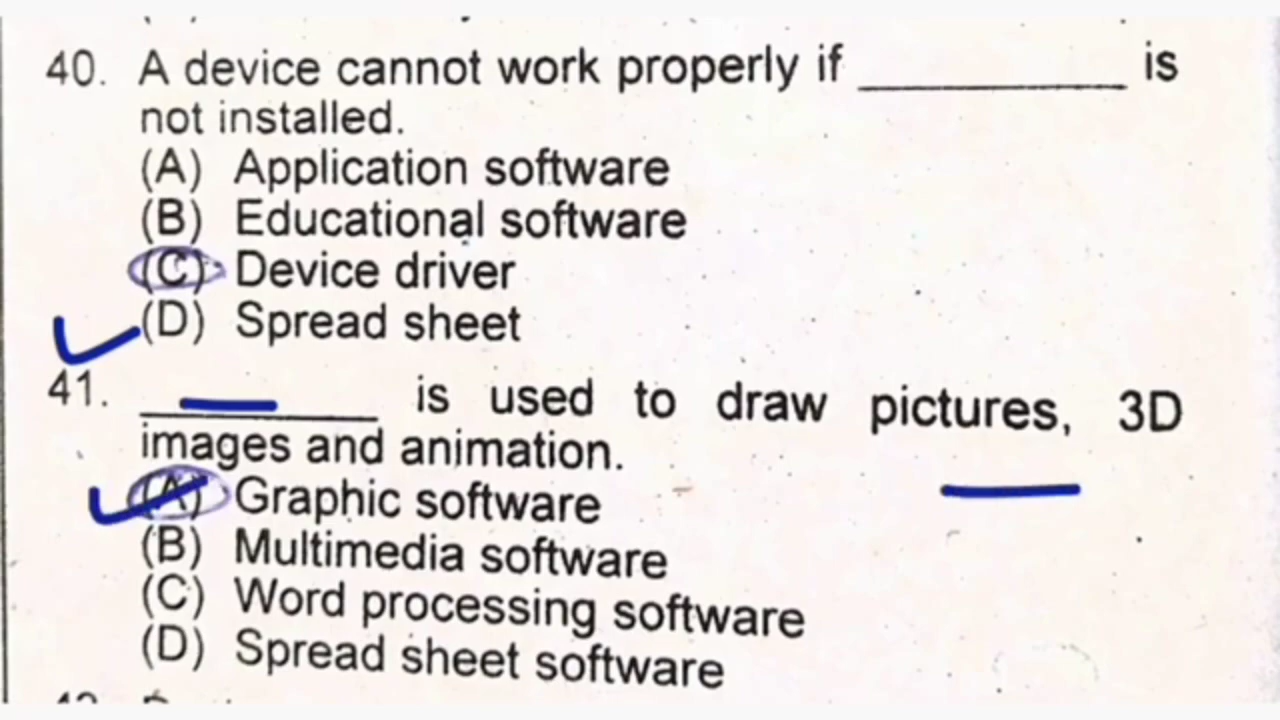 40. A device cannot work properly if __________ is
not installed.
(A) Application software
(B) Educational software
(C) Device driver
(D) Spread sheet
41. __________ is used to draw pictures, 3D
images and animation.
(A) Graphic software
(B) Multimedia software
(C) Word processing software
(D) Spread sheet software